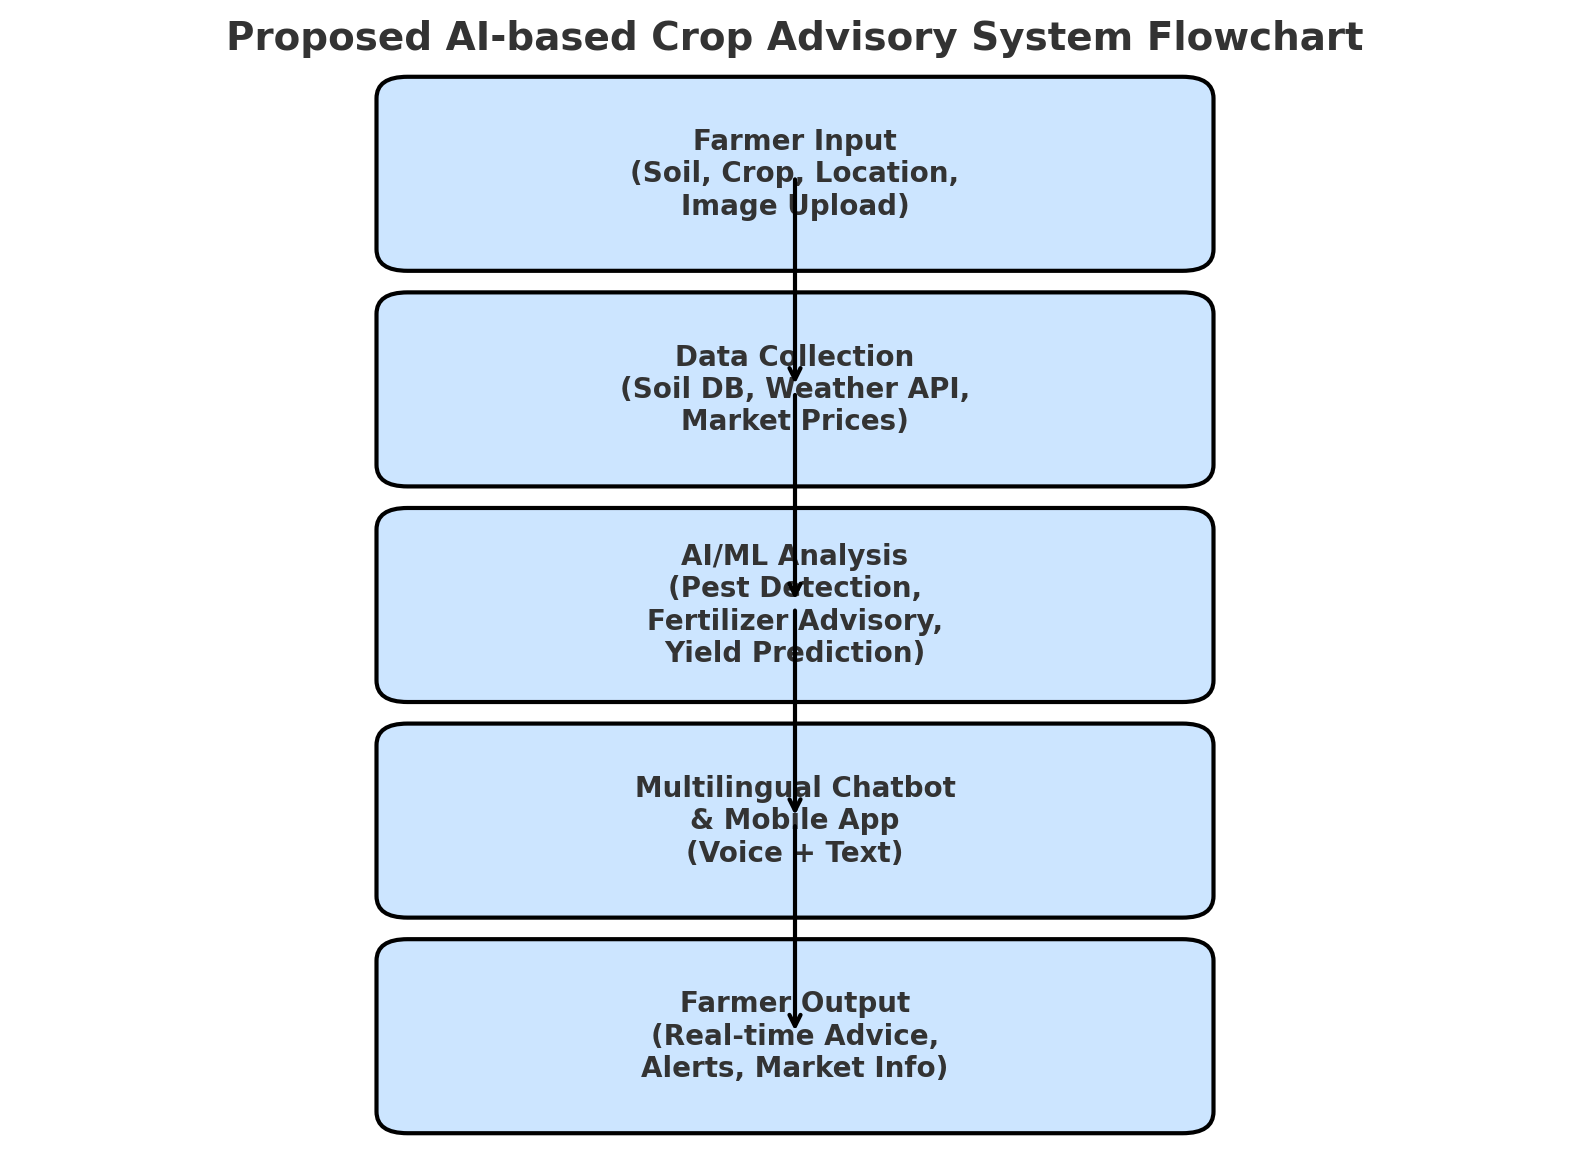 Proposed AI-based Crop Advisory System Flowchart
Farmer Input
(Soil, Crop, Location,
Image Upload)
Data Collection
(Soil DB, Weather API,
Market Prices)
AI/ML Analysis
(Pest Detection,
Fertilizer Advisory,
Yield Prediction)
Multilingual Chatbot
& Mobile App
(Voice + Text)
Farmer Output
(Real-time Advice,
Alerts, Market Info)